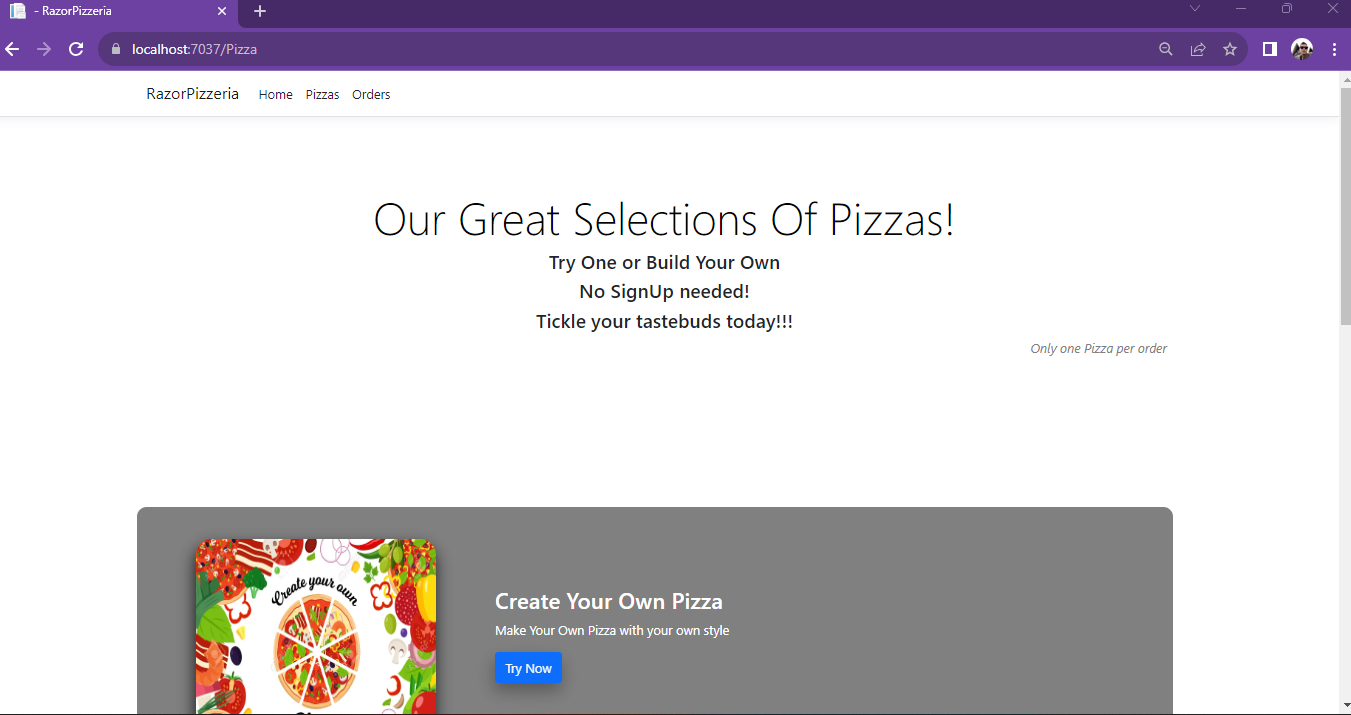 - RazorPizzeria
localhost:7037/Pizza
RazorPizzeria Home Pizzas Orders
Our Great Selections Of Pizzas!
Try One or Build Your Own
No SignUp needed!
Tickle your tastebuds today!!!
Only one Pizza per order
Create your own
Create Your Own Pizza
Make Your Own Pizza with your own style
Try Now